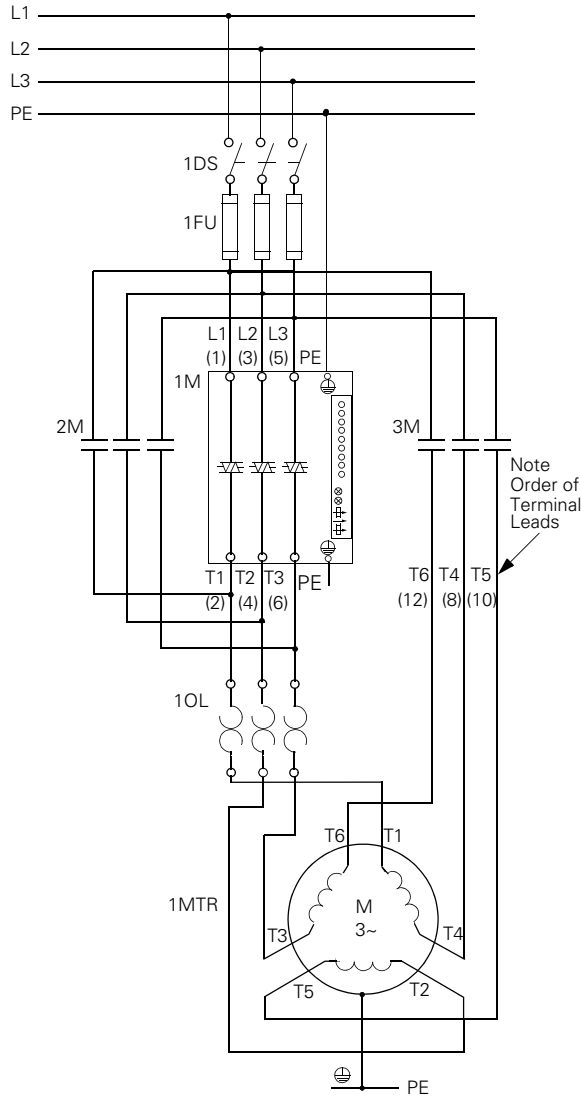 L1
L2
L3
PE
1DS
1FU
L1 L2 L3
(1) (3) (5) PE
1M
2M
3M
Note
Order of
Terminal
Leads
T1 T2 T3 PE
(2) (4) (6)
T6 T4 T5
(12) (8) (10)
1OL
T6 T1
1MTR
M
3~
T3
T4
T5
T2
PE